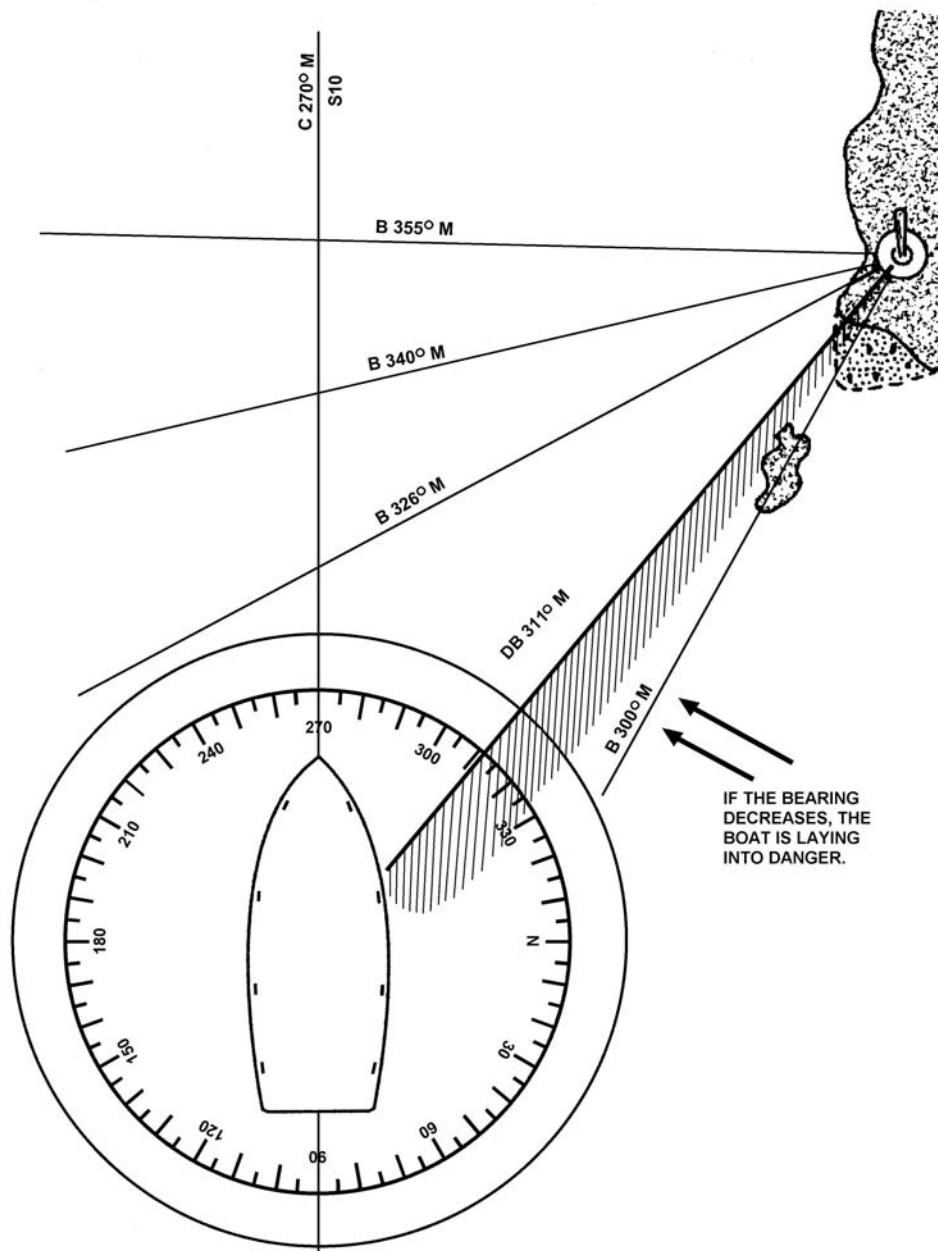 C 270° M
S10
B 355° M
B 340° M
B 326° M
DB 311° M
B 300° M
IF THE BEARING
DECREASES, THE
BOAT IS LAYING
INTO DANGER.
270
300
330
N
30
60
90
120
150
180
210
240